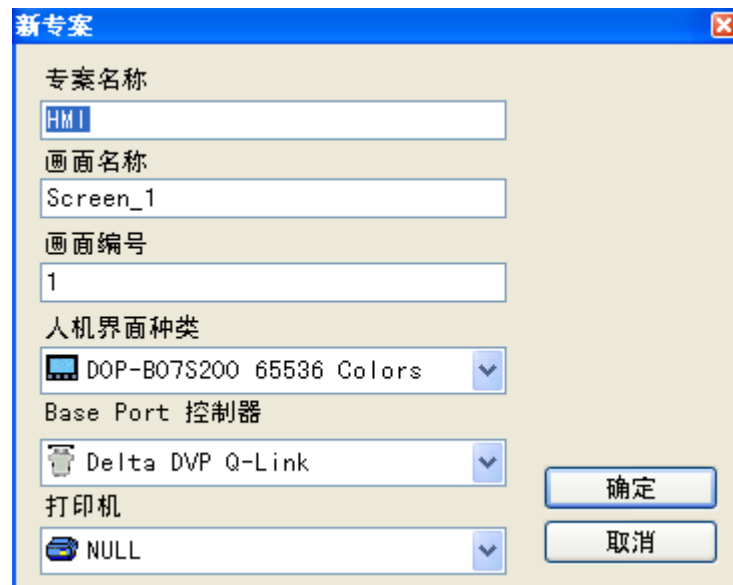 新专案
专案名称
HMI
画面名称
Screen_1
画面编号
1
人机界面种类
DOP-B07S200 65536 Colors
Base Port 控制器
Delta DVP Q-Link
打印机
NULL
确定
取消